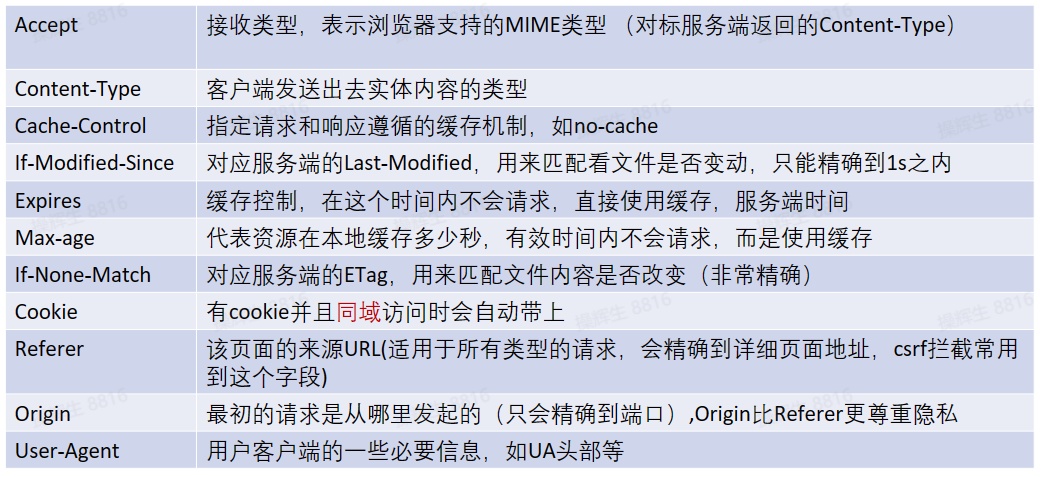 Accept 接收类型，表示浏览器支持的MIME类型 （对标服务端返回的Content-Type）
Content-Type 客户端发送出去实体内容的类型
Cache-Control 指定请求和响应遵循的缓存机制，如no-cache
If-Modified-Since 对应服务端的Last-Modified，用来匹配看文件是否变动，只能精确到1s之内
Expires 缓存控制，在这个时间内不会请求，直接使用缓存，服务端时间
Max-age 代表资源在本地缓存多少秒，有效时间内不会请求，而是使用缓存
If-None-Match 对应服务端的ETag，用来匹配文件内容是否改变（非常精确）
Cookie 有cookie并且同域访问时会自动带上
Referer 该页面的来源URL(适用于所有类型的请求，会精确到详细页面地址，csrf拦截常用
到这个字段)
Origin 最初的请求是从哪里发起的（只会精确到端口）,Origin比Referer更尊重隐私
User-Agent 用户客户端的一些必要信息，如UA头部等